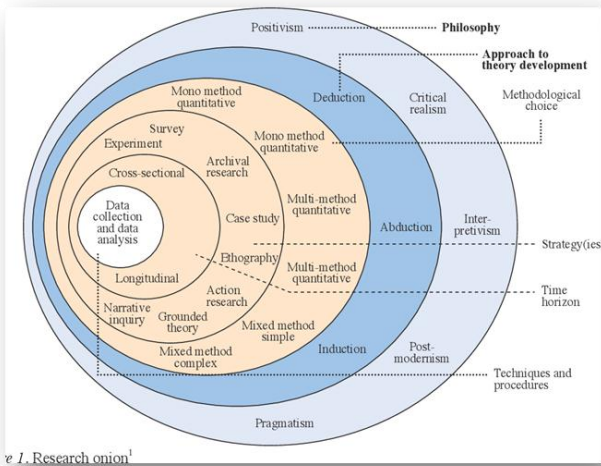 Positivism
Philosophy
Approach to
theory development
Mono method
quantitative
Deduction
Critical
realism
Methodological
choice
Survey
Experiment
Mono method
quantitative
Cross-sectional
Archival
research
Data
collection
and data
analysis
Multi-method
quantitative
Case study
Abduction
Inter-
pretivism
Strategy(ies
Ethography
Longitudinal
Multi-method
quantitative
Action
research
Time
horizon
Narrative
inquiry
Grounded
theory
Mixed method
simple
Mixed method
complex
Induction
Post-
modernism
Techniques and
procedures
Pragmatism
re 1. Research onion1